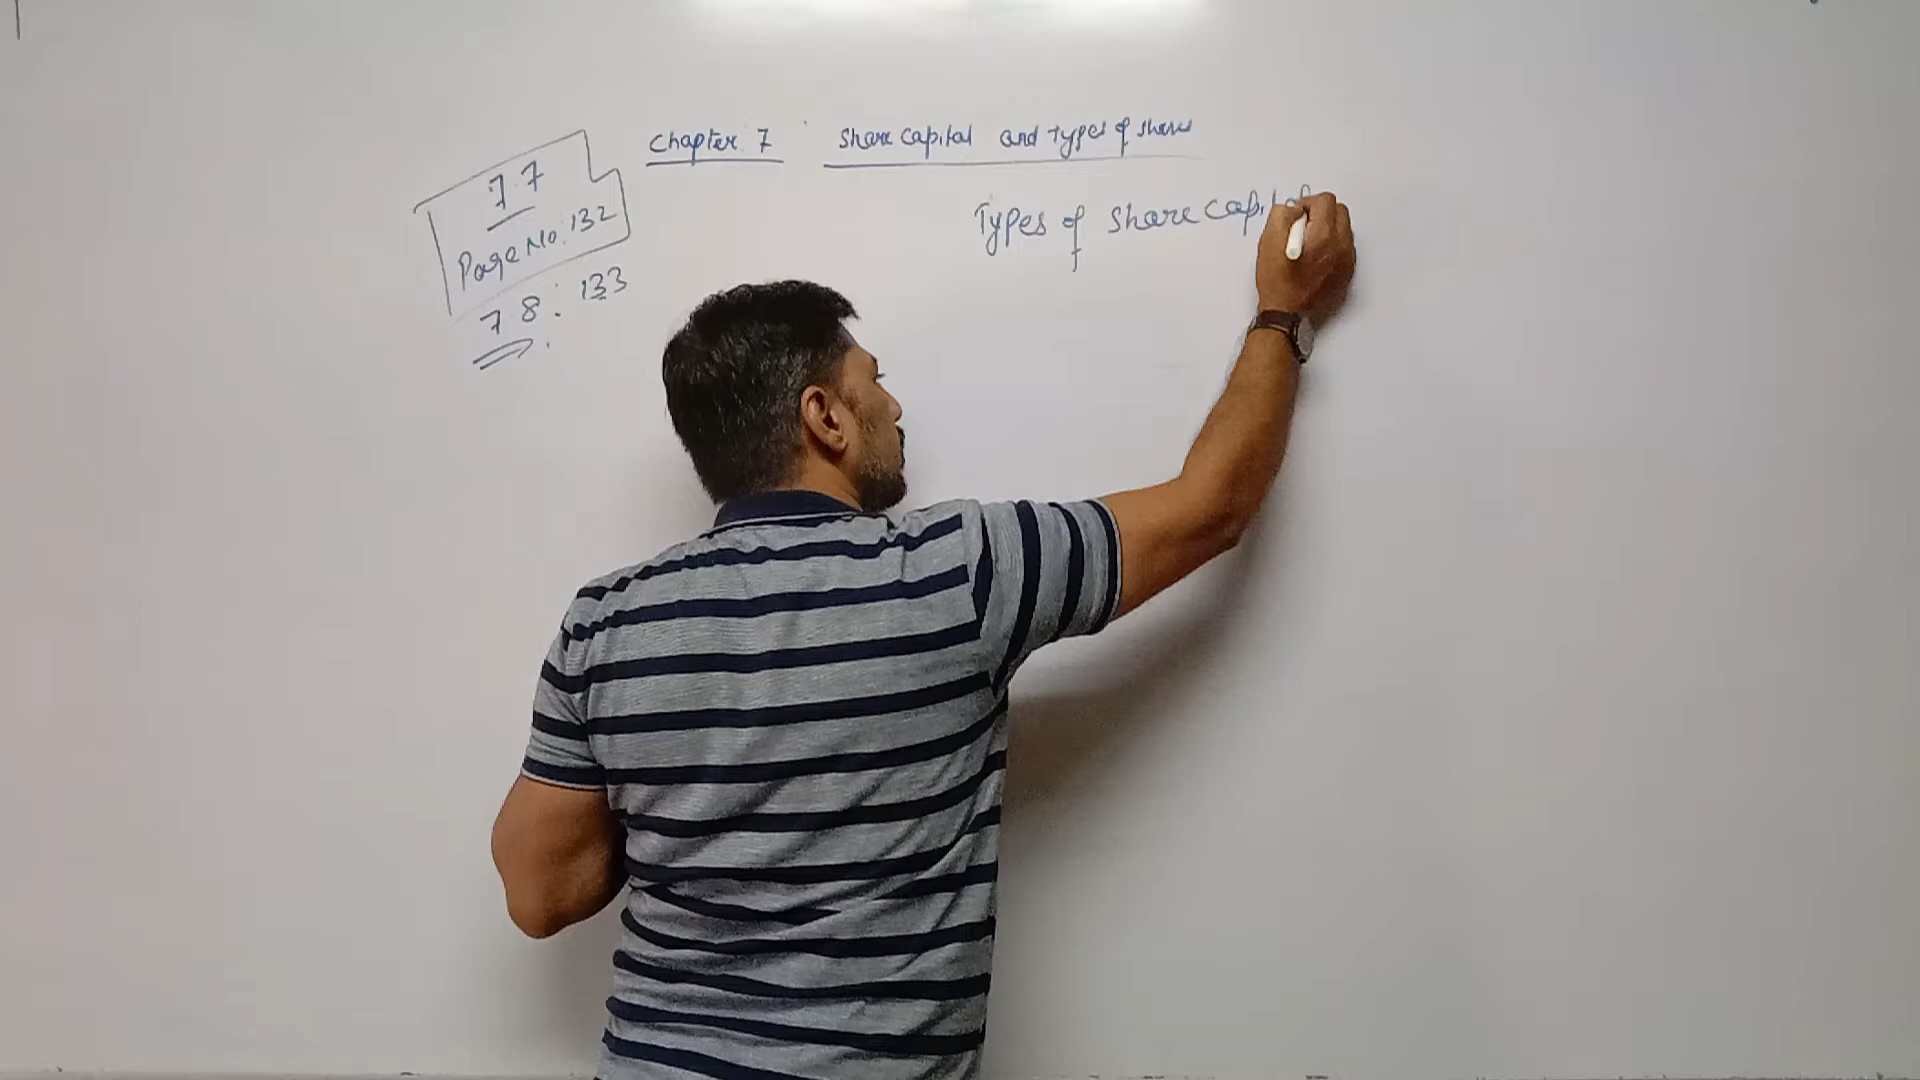 Chapter 7 Share capital and types of shares
7.7
Page No: 132
7.8: 133
Types of share capital